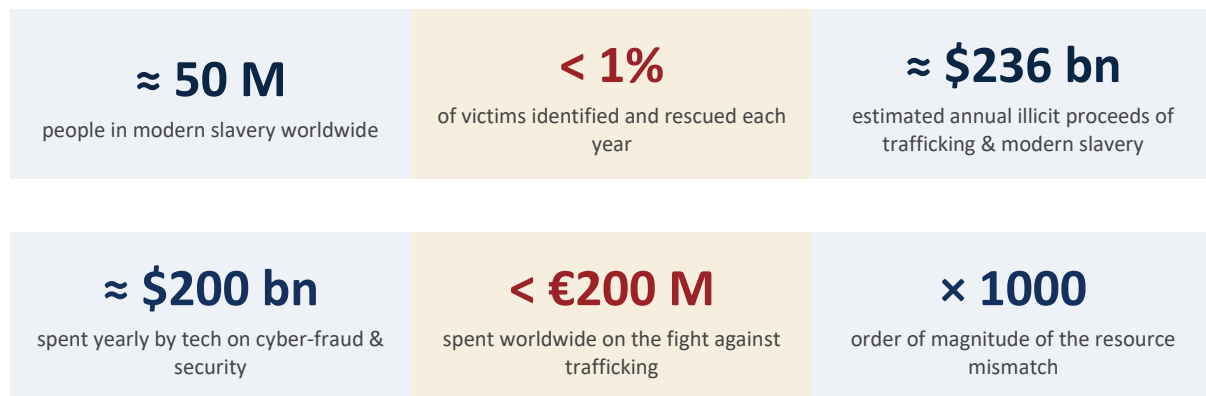 ≈ 50 M
people in modern slavery worldwide
< 1%
of victims identified and rescued each
year
≈ $236 bn
estimated annual illicit proceeds of
trafficking & modern slavery
≈ $200 bn
spent yearly by tech on cyber-fraud &
security
< €200 M
spent worldwide on the fight against
trafficking
× 1000
order of magnitude of the resource
mismatch